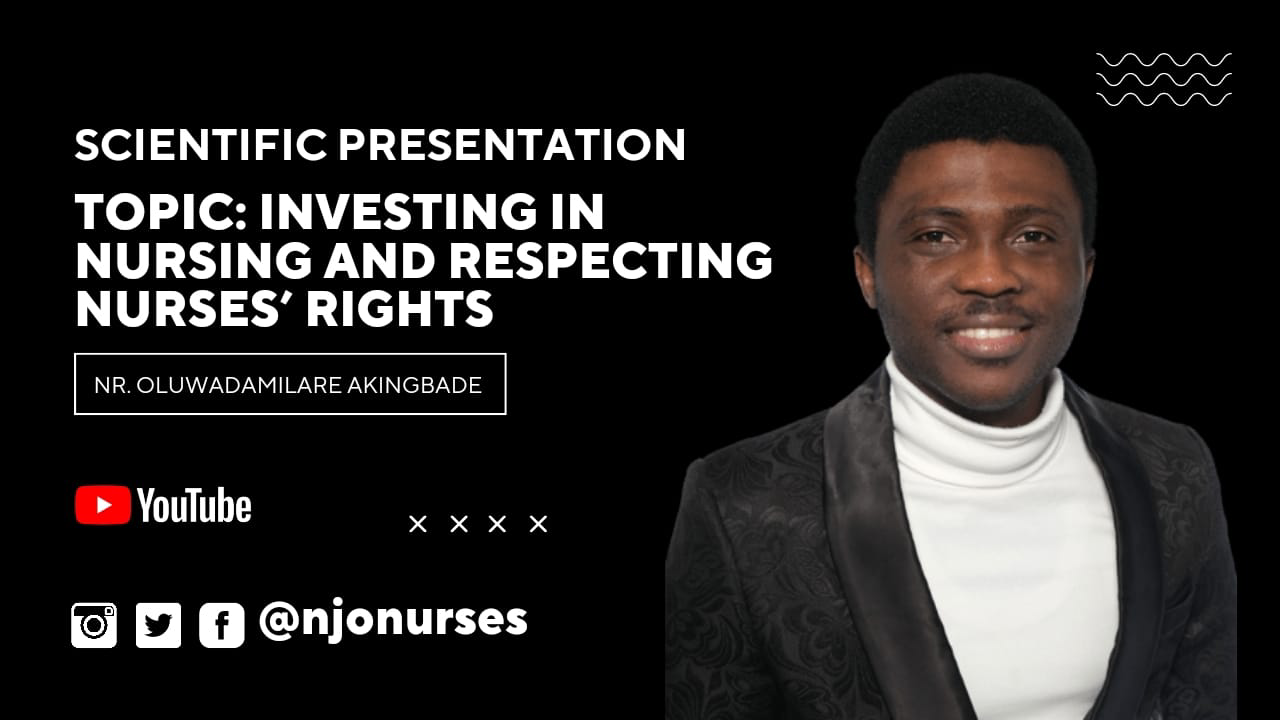 SCIENTIFIC PRESENTATION
TOPIC: INVESTING IN
NURSING AND RESPECTING
NURSES’ RIGHTS
NR. OLUWADAMILARE AKINGBADE
YouTube
@njonurses